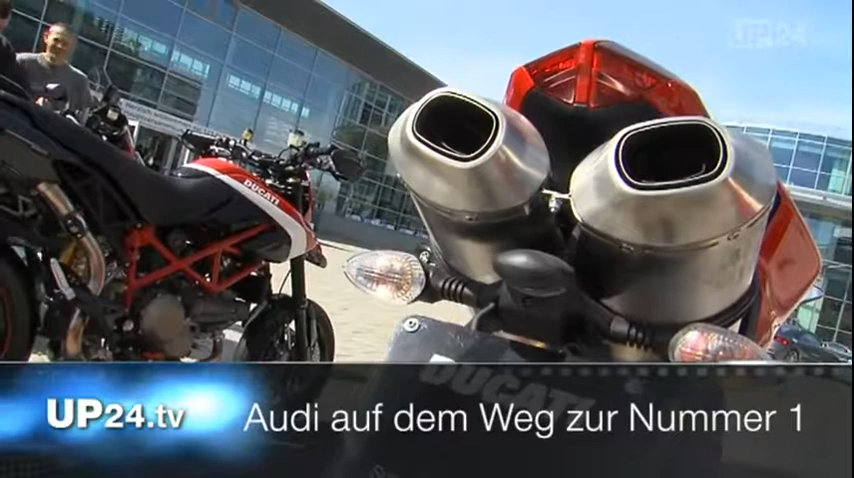 UP24
DUCATI
DUCATI
UP24.tv
Audi auf dem Weg zur Nummer 1